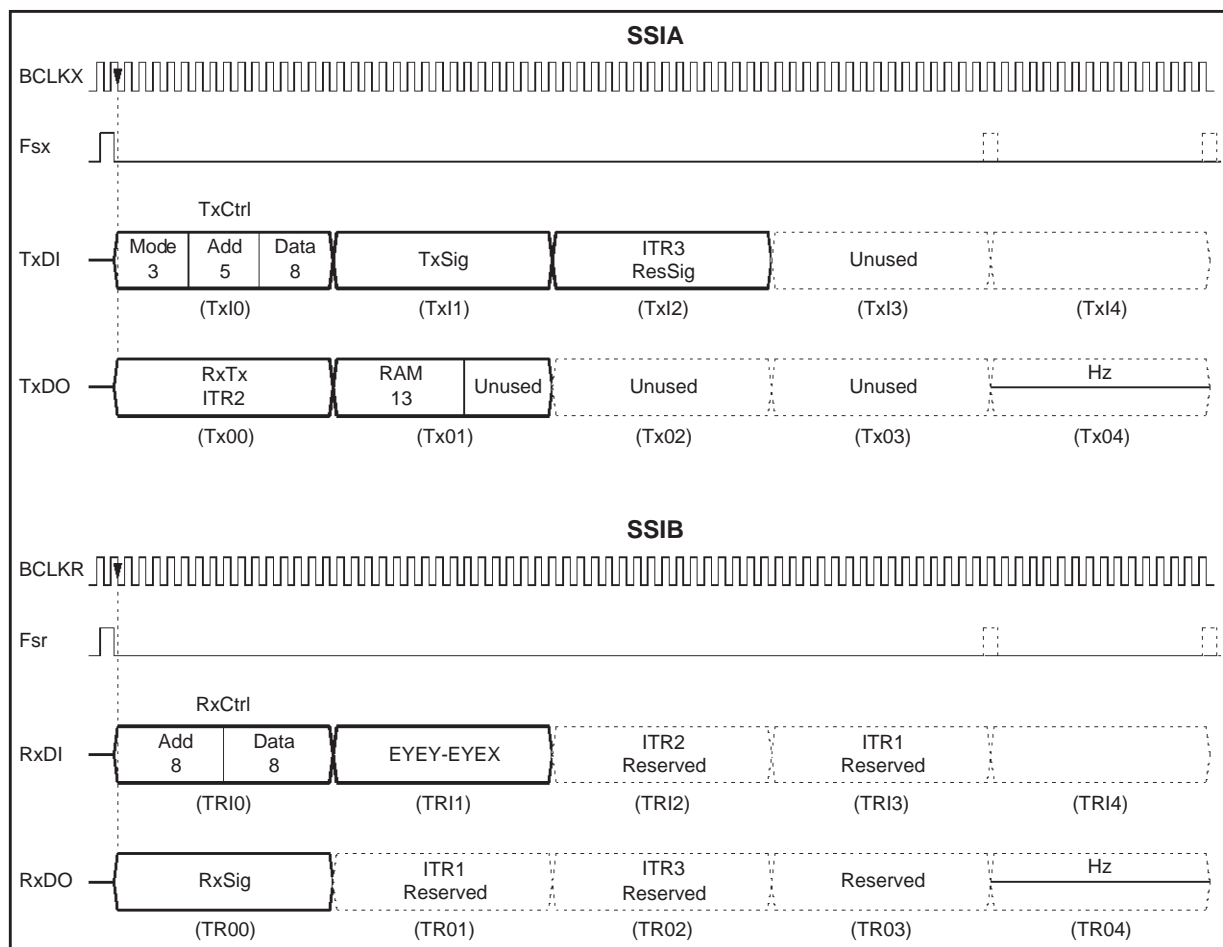 SSIA
BCLKX
Fsx
TxCtrl
TxDI
Mode
3
Add
5
Data
8
TxSig
ITR3
ResSig
Unused
(TxI0) (TxI1) (TxI2) (TxI3) (TxI4)
TxDO
RxTx
ITR2
RAM
13
Unused
Unused
Unused
Hz
(Tx00) (Tx01) (Tx02) (Tx03) (Tx04)
SSIB
BCLKR
Fsr
RxCtrl
RxDI
Add
8
Data
8
EYEY-EYEX
ITR2
Reserved
ITR1
Reserved
(TRI0) (TRI1) (TRI2) (TRI3) (TRI4)
RxDO
RxSig
ITR1
Reserved
ITR3
Reserved
Reserved
Hz
(TR00) (TR01) (TR02) (TR03) (TR04)